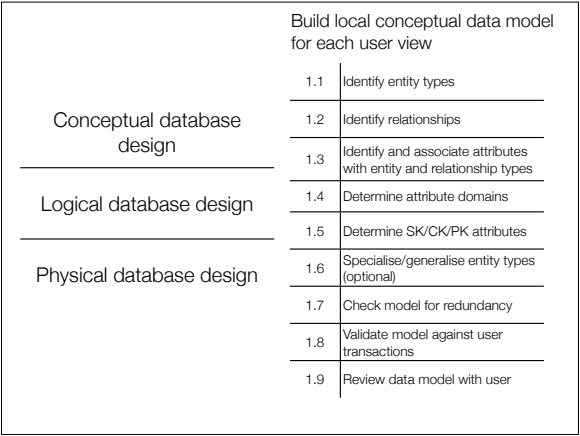 Build local conceptual data model
for each user view
Conceptual database
design
Logical database design
Physical database design
1.1 Identify entity types
1.2 Identify relationships
1.3 Identify and associate attributes
with entity and relationship types
1.4 Determine attribute domains
1.5 Determine SK/CK/PK attributes
1.6 Specialise/generalise entity types
(optional)
1.7 Check model for redundancy
1.8 Validate model against user
transactions
1.9 Review data model with user